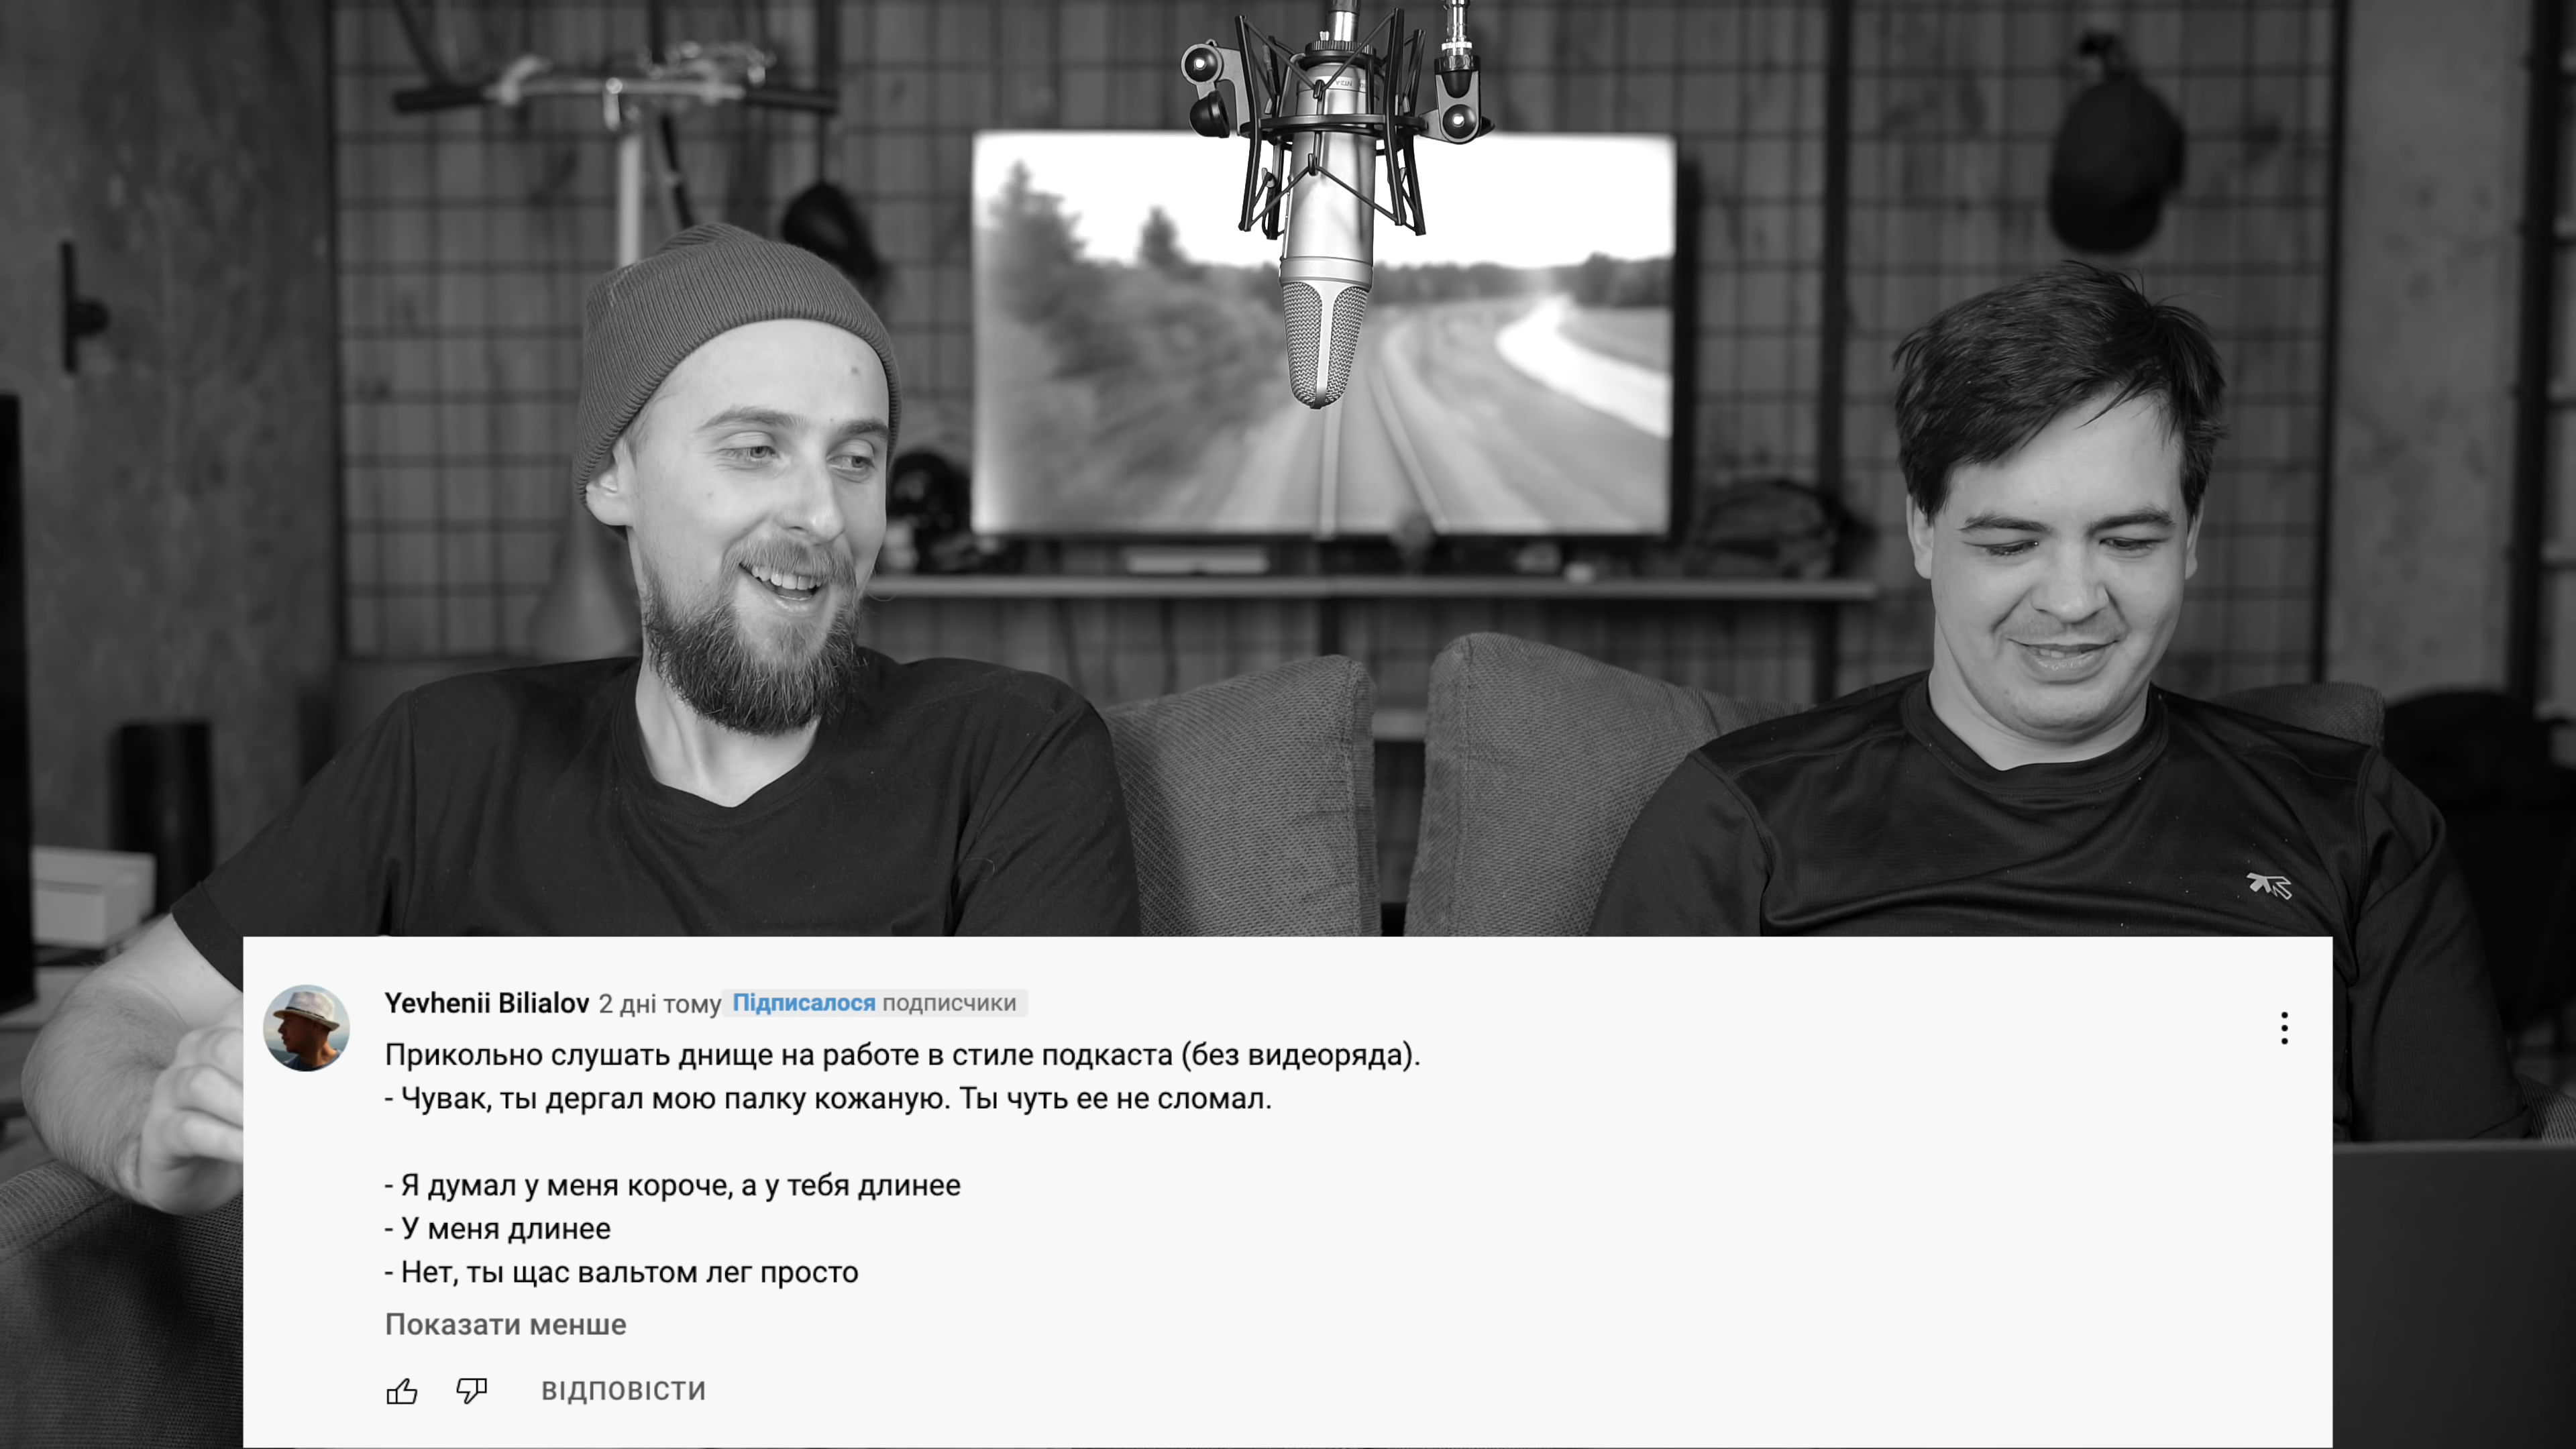 Yevhenii Bilialov 2 дні тому Підписалося подписчики
Прикольно слушать днище на работе в стиле подкаста (без видеоряда).
- Чувак, ты дергал мою палку кожаную. Ты чуть ее не сломал.
- Я думал у меня короче, а у тебя длинее
- У меня длинее
- Нет, ты щас вальтом лег просто
Показати менше
ВІДПОВІСТИ